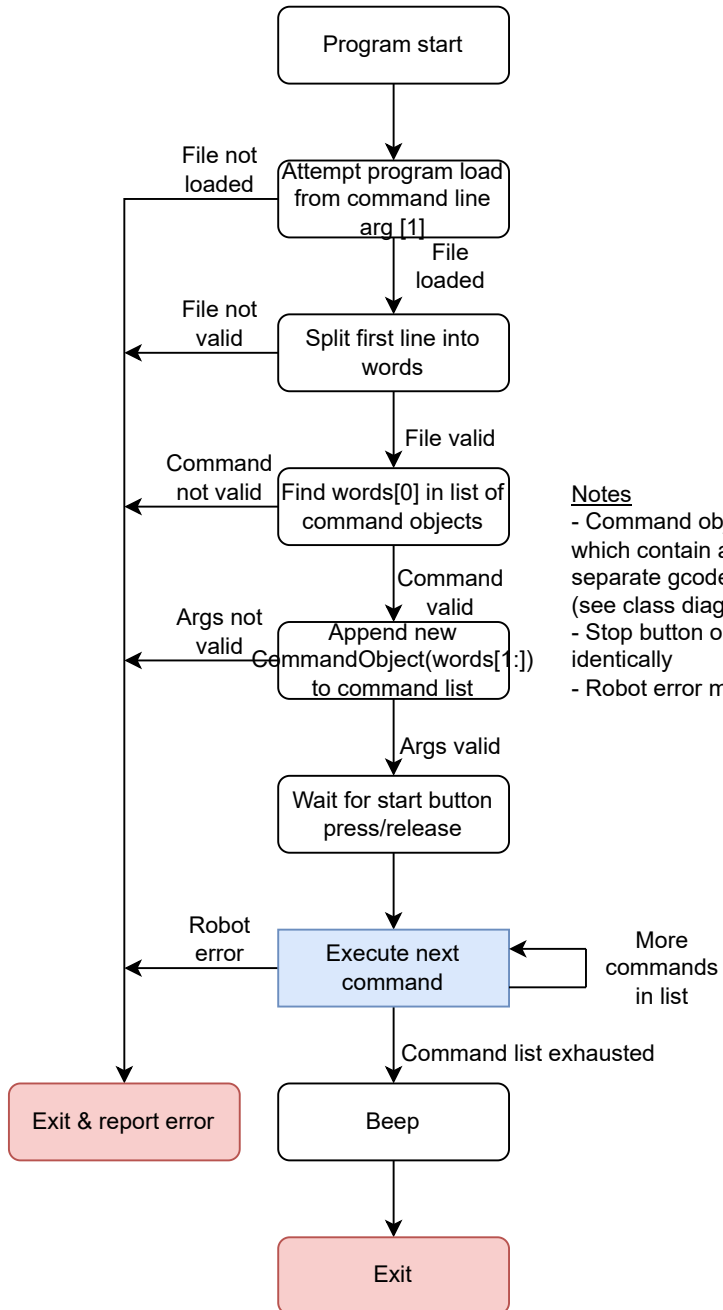 Program start
File not
loaded
Attempt program load
from command line
arg [1]
File
loaded
File not
valid
Split first line into
words
File valid
Command
not valid
Find words[0] in list of
command objects
Command
valid
Args not
valid
Append new
CommandObject(words[1:])
to command list
Args valid
Wait for start button
press/release
Robot
error
Execute next
command
More
commands
in list
Command list exhausted
Exit & report error
Beep
Exit
Notes
- Command
which contain
separate gcode
(see class
- Stop button
identically
- Robot error